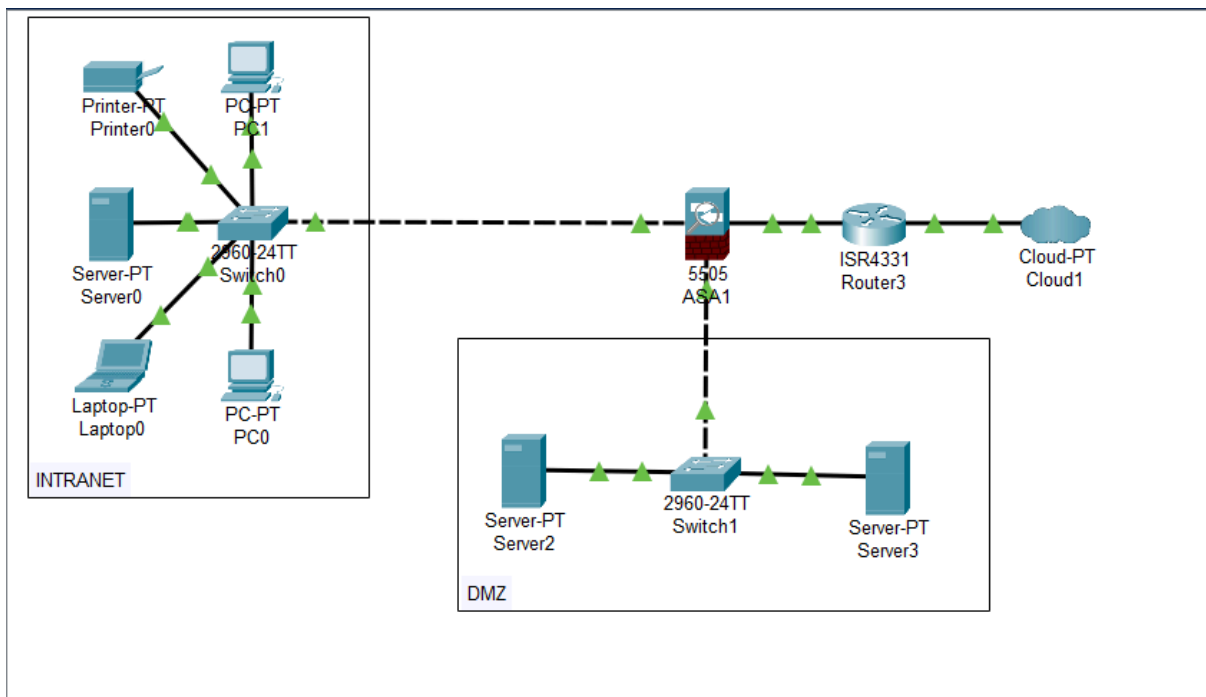 Printer-PT
Printer0
PC-PT
PC1
Server-PT
Server0
2960-24TT
Switch0
Laptop-PT
Laptop0
PC-PT
PC0
INTRANET
5505
ASA1
ISR4331
Router3
Cloud-PT
Cloud1
Server-PT
Server2
2960-24TT
Switch1
Server-PT
Server3
DMZ